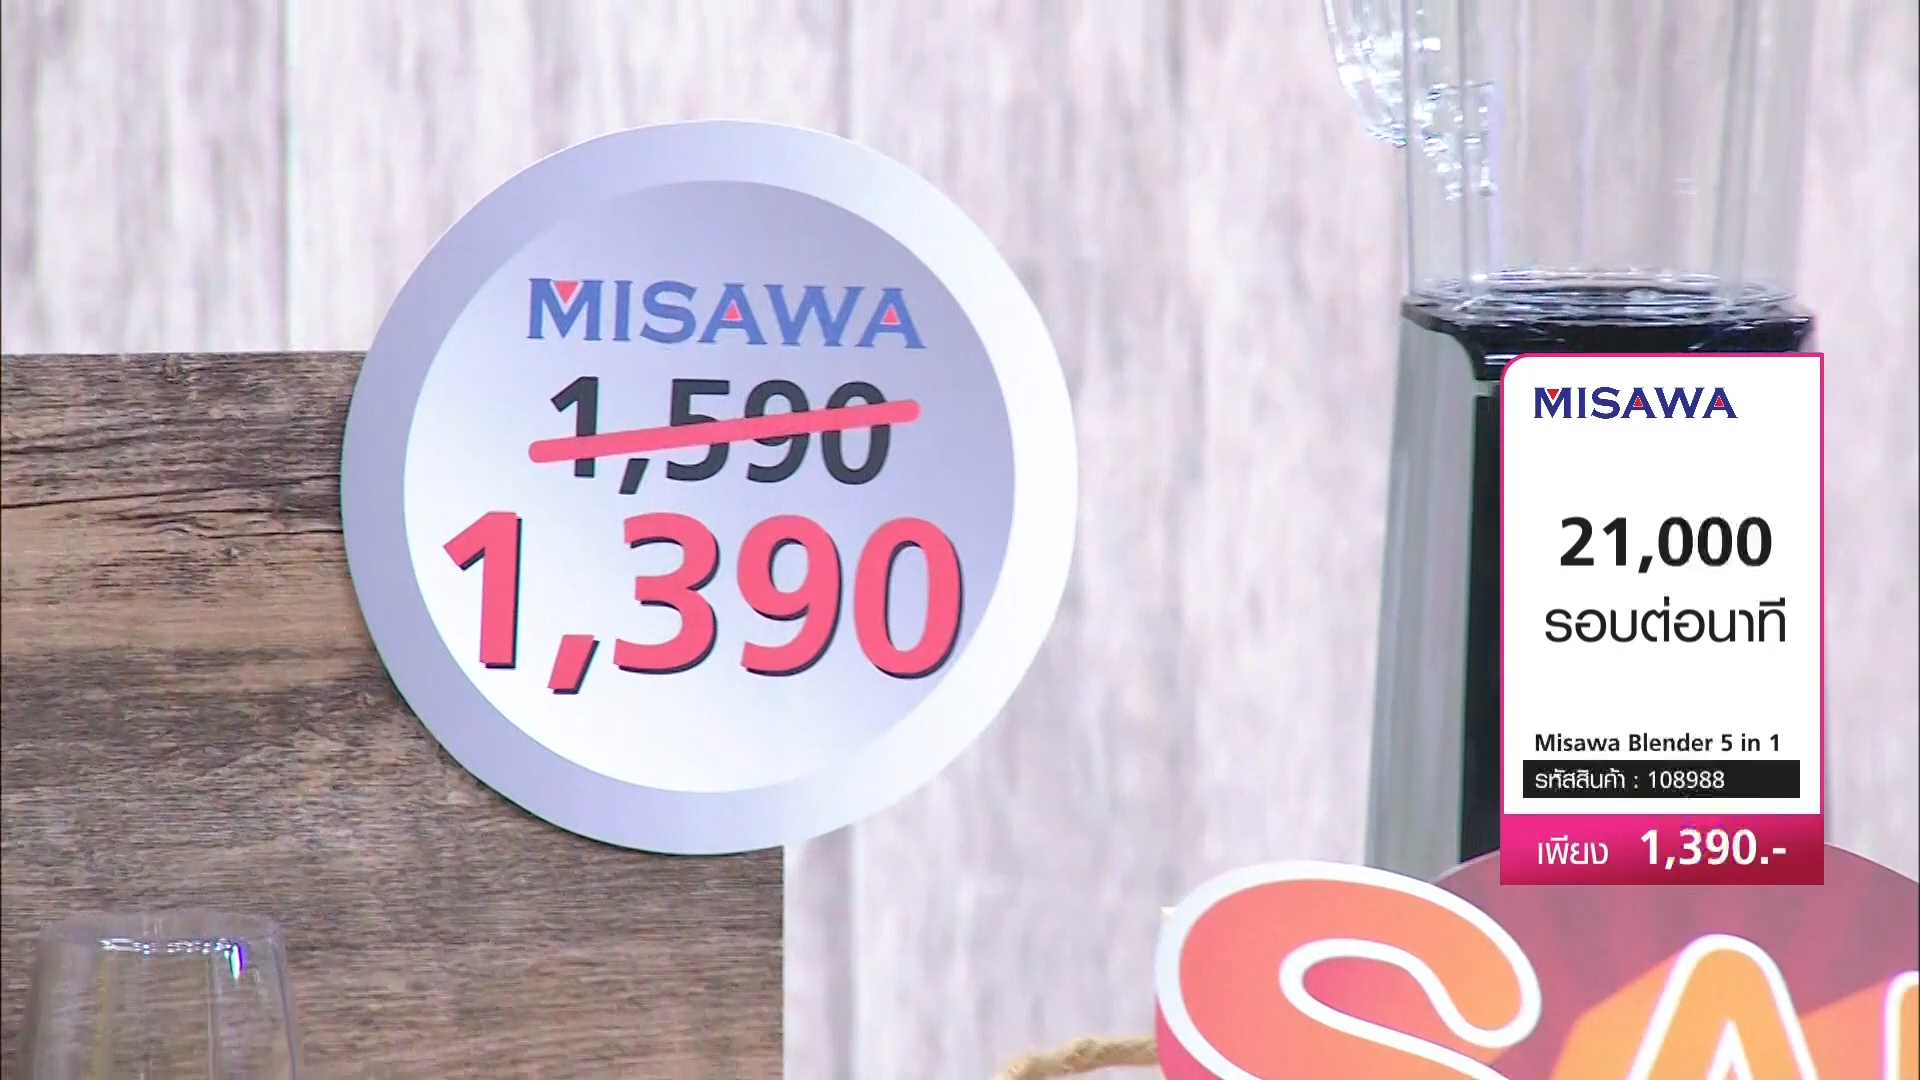 MISAWA
1,590
1,390
MISAWA
21,000
รอบต่อนาที
Misawa Blender 5 in 1
รหัสสินค้า : 108988
เพียง 1,390.-